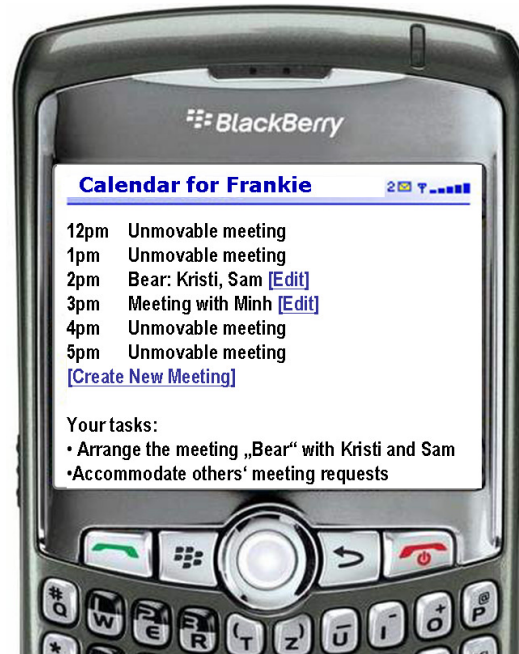 BlackBerry
Calendar for Frankie 2
12pm Unmovable meeting
1pm Unmovable meeting
2pm Bear: Kristi, Sam [Edit]
3pm Meeting with Minh [Edit]
4pm Unmovable meeting
5pm Unmovable meeting
[Create New Meeting]
Your tasks:
• Arrange the meeting „Bear“ with Kristi and Sam
•Accommodate others‘ meeting requests
# Q W E 3 R ( T ) Z Ü I + O @ P
*